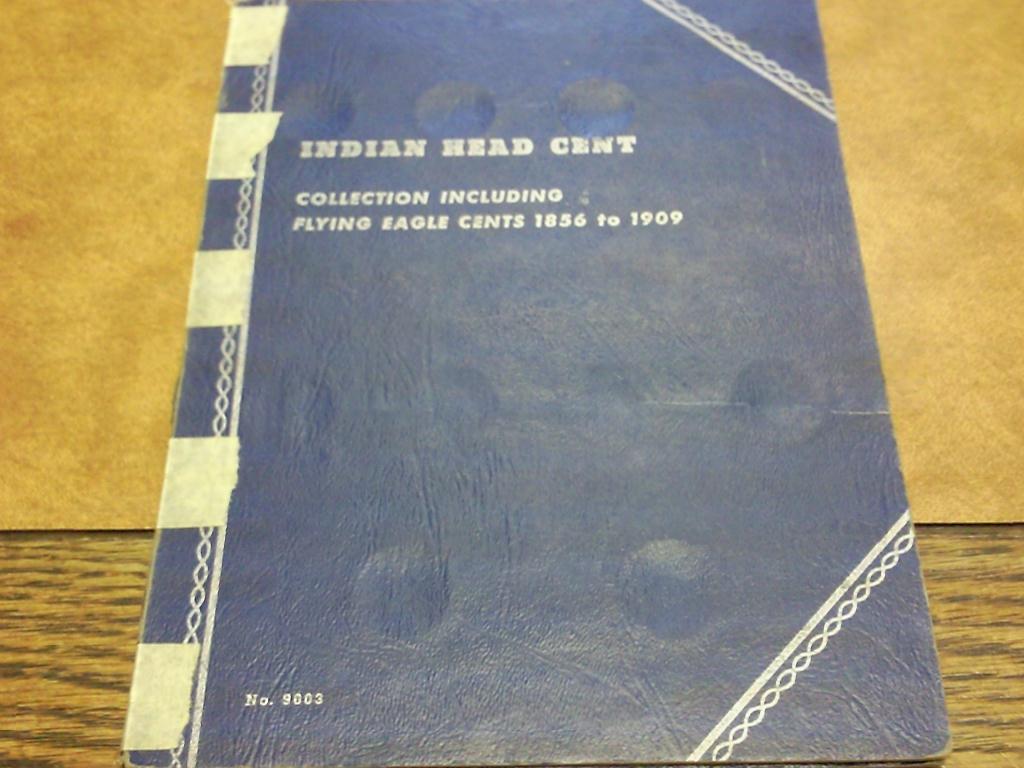 INDIAN HEAD CENT
COLLECTION INCLUDING
FLYING EAGLE CENTS 1856 to 1909
No. 9003